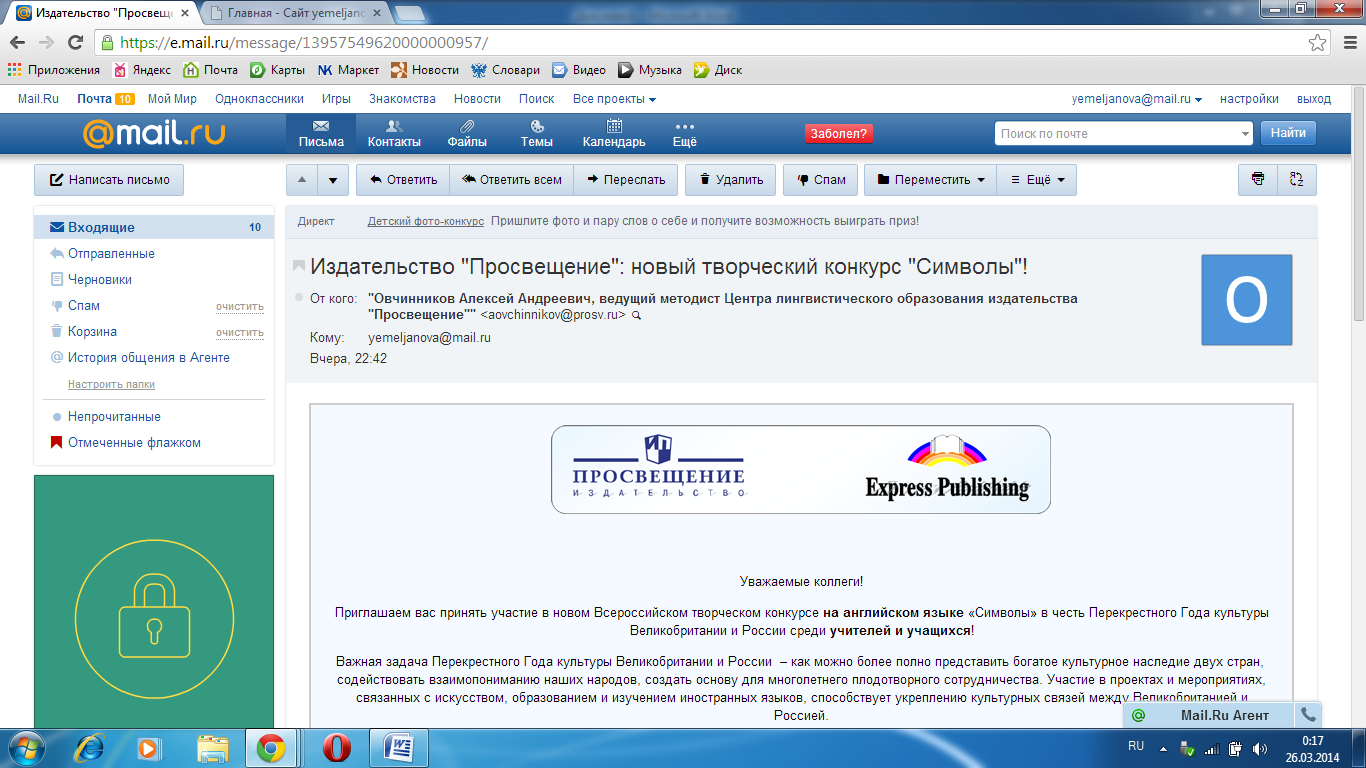 Издательство "Просвеще
Главная - Сайт yemeljanc
https://e.mail.ru/message/13957549620000000957/
Приложения Яндекс Почта Карты Маркет Новости Словари Видео Музыка Диск
Mail.Ru Почта 10 Мой Мир Одноклассники Игры Знакомства Новости Поиск Все проекты yemeljanova@mail.ru настройки выход
@mail.ru Письма Контакты Файлы Темы Календарь Ещё Заболел? Поиск по почте Найти
Написать письмо Ответить Ответить всем Переслать Удалить Спам Переместить Ещё
Входящие 10
Отправленные
Черновики
Спам очистить
Корзина очистить
История общения в Агенте
Настроить папки
Непрочитанные
Отмеченные флажком
Директ Детский фото-конкурс Пришлите фото и пару слов о себе и получите возможность выиграть приз!
Издательство "Просвещение": новый творческий конкурс "Символы"!
О
От кого: "Овчинников Алексей Андреевич, ведущий методист Центра лингвистического образования издательства
"Просвещение"" <aovchinnikov@prosv.ru>
Кому: yemeljanova@mail.ru
Вчера, 22:42
ПРОСВЕЩЕНИЕ
ИЗДАТЕЛЬСТВО
Express Publishing
Уважаемые коллеги!
Приглашаем вас принять участие в новом Всероссийском творческом конкурсе на английском языке «Символы» в честь Перекрестного Года культуры
Великобритании и России среди учителей и учащихся!
Важная задача Перекрестного Года культуры Великобритании и России – как можно более полно представить богатое культурное наследие двух стран,
содействовать взаимопониманию наших народов, создать основу для многолетнего плодотворного сотрудничества. Участие в проектах и мероприятиях,
связанных с искусством, образованием и изучением иностранных языков, способствует укреплению культурных связей между Великобританией и
Россией.
Mail.Ru Агент
RU 0:17
26.03.2014